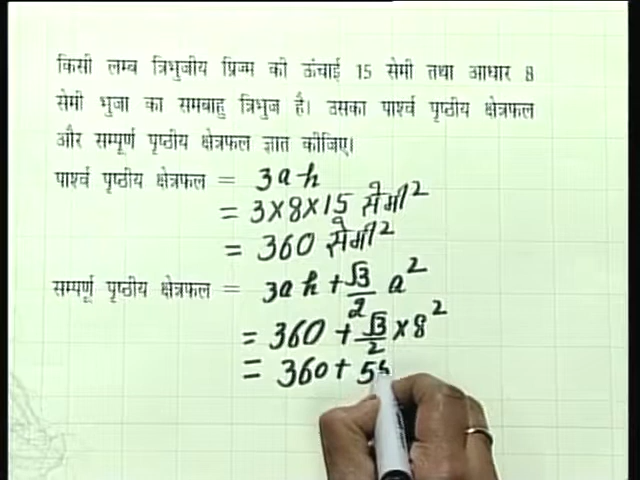 किसी लम्ब त्रिभुजीय प्रिज्म की ऊंचाई 15 सेमी तथा आधार 8
सेमी भुजा का समबाहु त्रिभुज है। उसका पार्श्व पृष्ठीय क्षेत्रफल
और सम्पूर्ण पृष्ठीय क्षेत्रफल ज्ञात कीजिए।
पार्श्व पृष्ठीय क्षेत्रफल = 3ah
= 3×8×15 सेमी²
= 360 सेमी²
सम्पूर्ण पृष्ठीय क्षेत्रफल = 3ah + √3/2 a²
= 360 + √3/2 × 8²
= 360 + 5